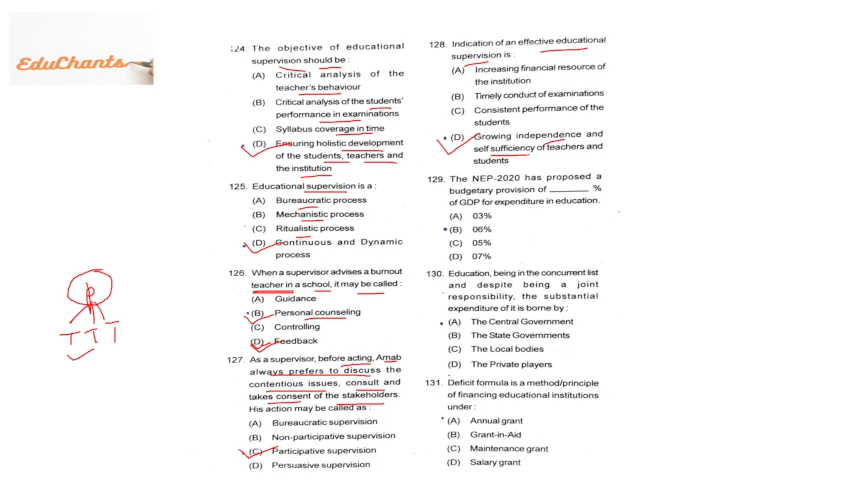 EduChants
124. The objective of educational
supervision should be :
(A) Critical analysis of the
teacher's behaviour
(B) Critical analysis of the students'
performance in examinations
(C) Syllabus coverage in time
(D) Ensuring holistic development
of the students, teachers and
the institution
125. Educational supervision is a :
(A) Bureaucratic process
(B) Mechanistic process
(C) Ritualistic process
(D) Continuous and Dynamic
process
126. When a supervisor advises a burnout
teacher in a school, it may be called :
(A) Guidance
(B) Personal counseling
(C) Controlling
(D) Feedback
127. As a supervisor, before acting, Arnab
always prefers to discuss the
contentious issues, consult and
takes consent of the stakeholders.
His action may be called as :
(A) Bureaucratic supervision
(B) Non-participative supervision
(C) Participative supervision
(D) Persuasive supervision
128. Indication of an effective educational
supervision is :
(A) Increasing financial resource of
the institution
(B) Timely conduct of examinations
(C) Consistent performance of the
students
(D) Growing independence and
self sufficiency of teachers and
students
129. The NEP-2020 has proposed a
budgetary provision of ________ %
of GDP for expenditure in education.
(A) 03%
(B) 06%
(C) 05%
(D) 07%
130. Education, being in the concurrent list
and despite being a joint
responsibility, the substantial
expenditure of it is borne by :
(A) The Central Government
(B) The State Governments
(C) The Local bodies
(D) The Private players
131. Deficit formula is a method/principle
of financing educational institutions
under :
(A) Annual grant
(B) Grant-in-Aid
(C) Maintenance grant
(D) Salary grant
P
T T T